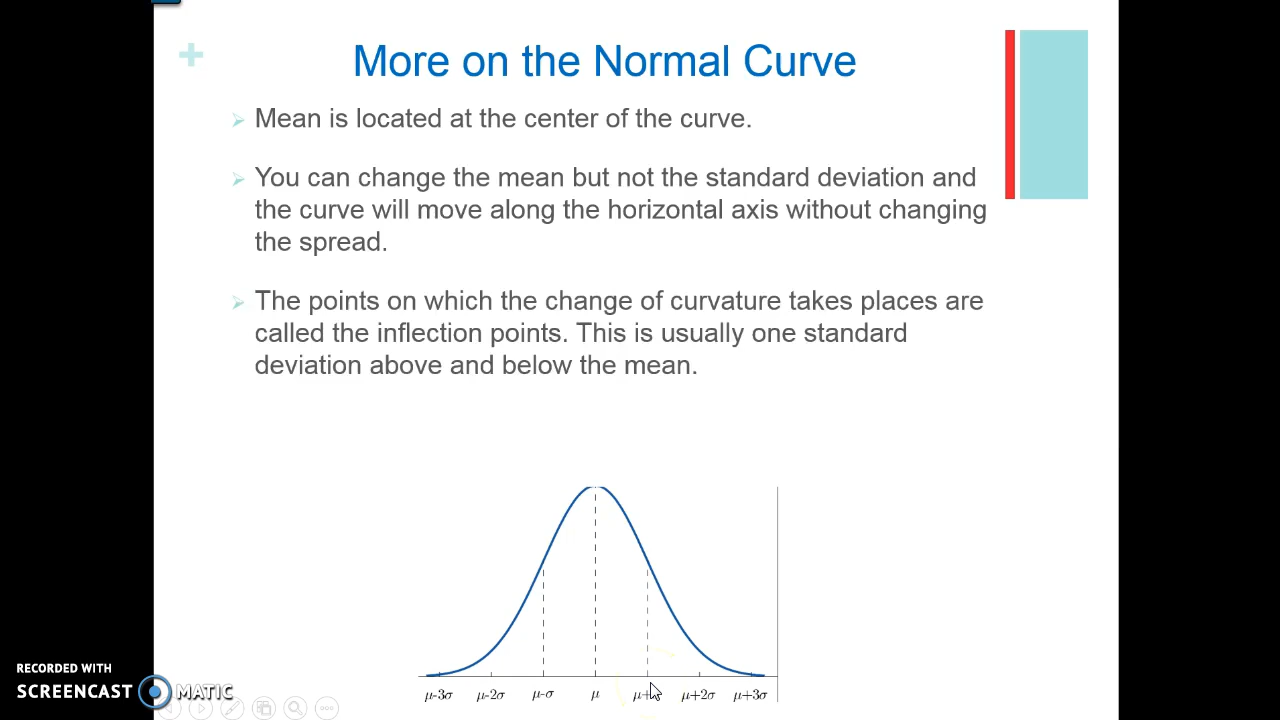 More on the Normal Curve
Mean is located at the center of the curve.
You can change the mean but not the standard deviation and
the curve will move along the horizontal axis without changing
the spread.
The points on which the change of curvature takes places are
called the inflection points. This is usually one standard
deviation above and below the mean.
μ-3σ μ-2σ μ-σ μ μ+ μ+2σ μ+3σ
RECORDED WITH
SCREENCAST MATIC